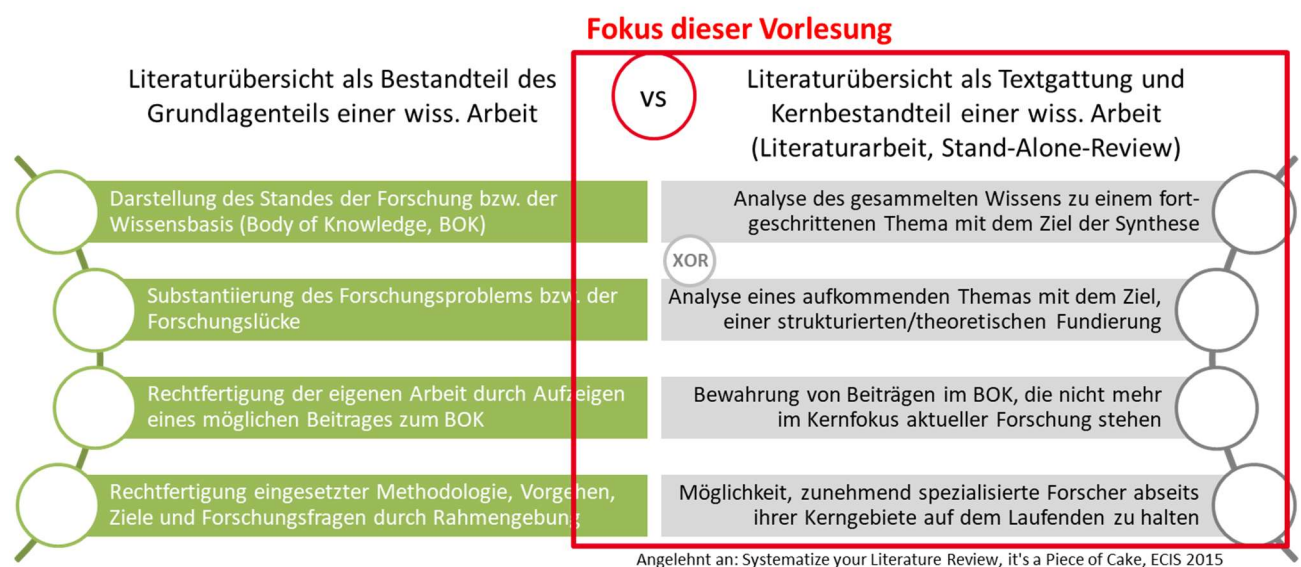 Fokus dieser Vorlesung
Literaturübersicht als Bestandteil des
Grundlagenteils einer wiss. Arbeit
vs
Literaturübersicht als Textgattung und
Kernbestandteil einer wiss. Arbeit
(Literaturarbeit, Stand-Alone-Review)
Darstellung des Standes der Forschung bzw. der
Wissensbasis (Body of Knowledge, BOK)
Substantiierung des Forschungsproblems bzw. der
Forschungslücke
Rechtfertigung der eigenen Arbeit durch Aufzeigen
eines möglichen Beitrages zum BOK
Rechtfertigung eingesetzter Methodologie, Vorgehen,
Ziele und Forschungsfragen durch Rahmengebung
Analyse des gesammelten Wissens zu einem fort-
geschrittenen Thema mit dem Ziel der Synthese
XOR
Analyse eines aufkommenden Themas mit dem Ziel,
einer strukturierten/theoretischen Fundierung
Bewahrung von Beiträgen im BOK, die nicht mehr
im Kernfokus aktueller Forschung stehen
Möglichkeit, zunehmend spezialisierte Forscher abseits
ihrer Kerngebiete auf dem Laufenden zu halten
Angelehnt an: Systematize your Literature Review, it's a Piece of Cake, ECIS 2015